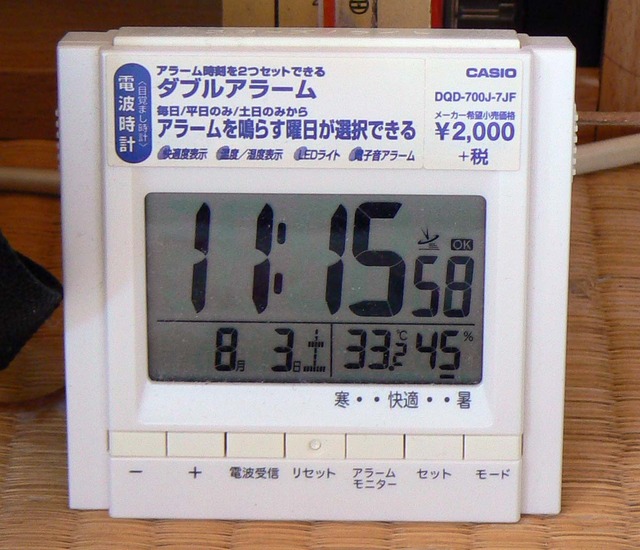 電波時計
〈目覚まし時計〉
アラーム時刻を2つセットできる
ダブルアラーム
毎日/平日のみ/土日のみから
アラームを鳴らす曜日が選択できる
快適度表示 温度/湿度表示 LEDライト 電子音アラーム
CASIO
DQD-700J-7JF
メーカー希望小売価格
¥2,000
+税
11:15 58
OK
8月 3日 土 33.2℃ 45%
寒・・快適・・暑
− + 電波受信 リセット アラームモニター セット モード